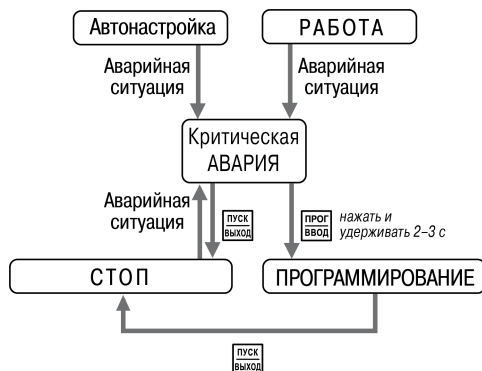 Автонастройка
РАБОТА
Аварийная
ситуация
Аварийная
ситуация
Критическая
АВАРИЯ
Аварийная
ситуация
ПУСК
ВЫХОД
ПРОГ
ВВОД
нажать и
удерживать 2–3 с
СТОП
ПРОГРАММИРОВАНИЕ
ПУСК
ВЫХОД